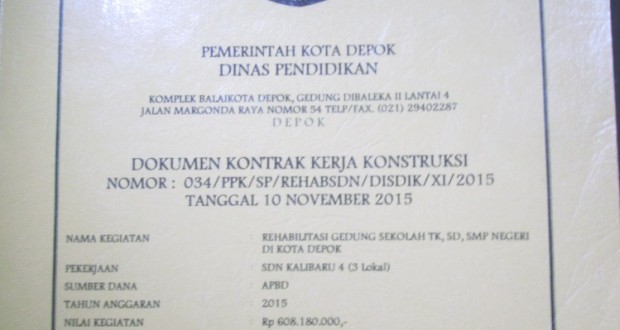 PEMERINTAH KOTA DEPOK
DINAS PENDIDIKAN
KOMPLEK BALAIKOTA DEPOK, GEDUNG DIBALEKA II LANTAI 4
JALAN MARGONDA RAYA NOMOR 54 TELP/FAX. (021) 29402287
DEPOK
DOKUMEN KONTRAK KERJA KONSTRUKSI
NOMOR : 034/PPK/SP/REHABSDN/DISDIK/XI/2015
TANGGAL 10 NOVEMBER 2015
NAMA KEGIATAN : REHABILITASI GEDUNG SEKOLAH TK, SD, SMP NEGERI
DI KOTA DEPOK
PEKERJAAN : SDN KALIBARU 4 (3 Lokal)
SUMBER DANA : APBD
TAHUN ANGGARAN : 2015
NILAI KEGIATAN : Rp 608.180.000,-